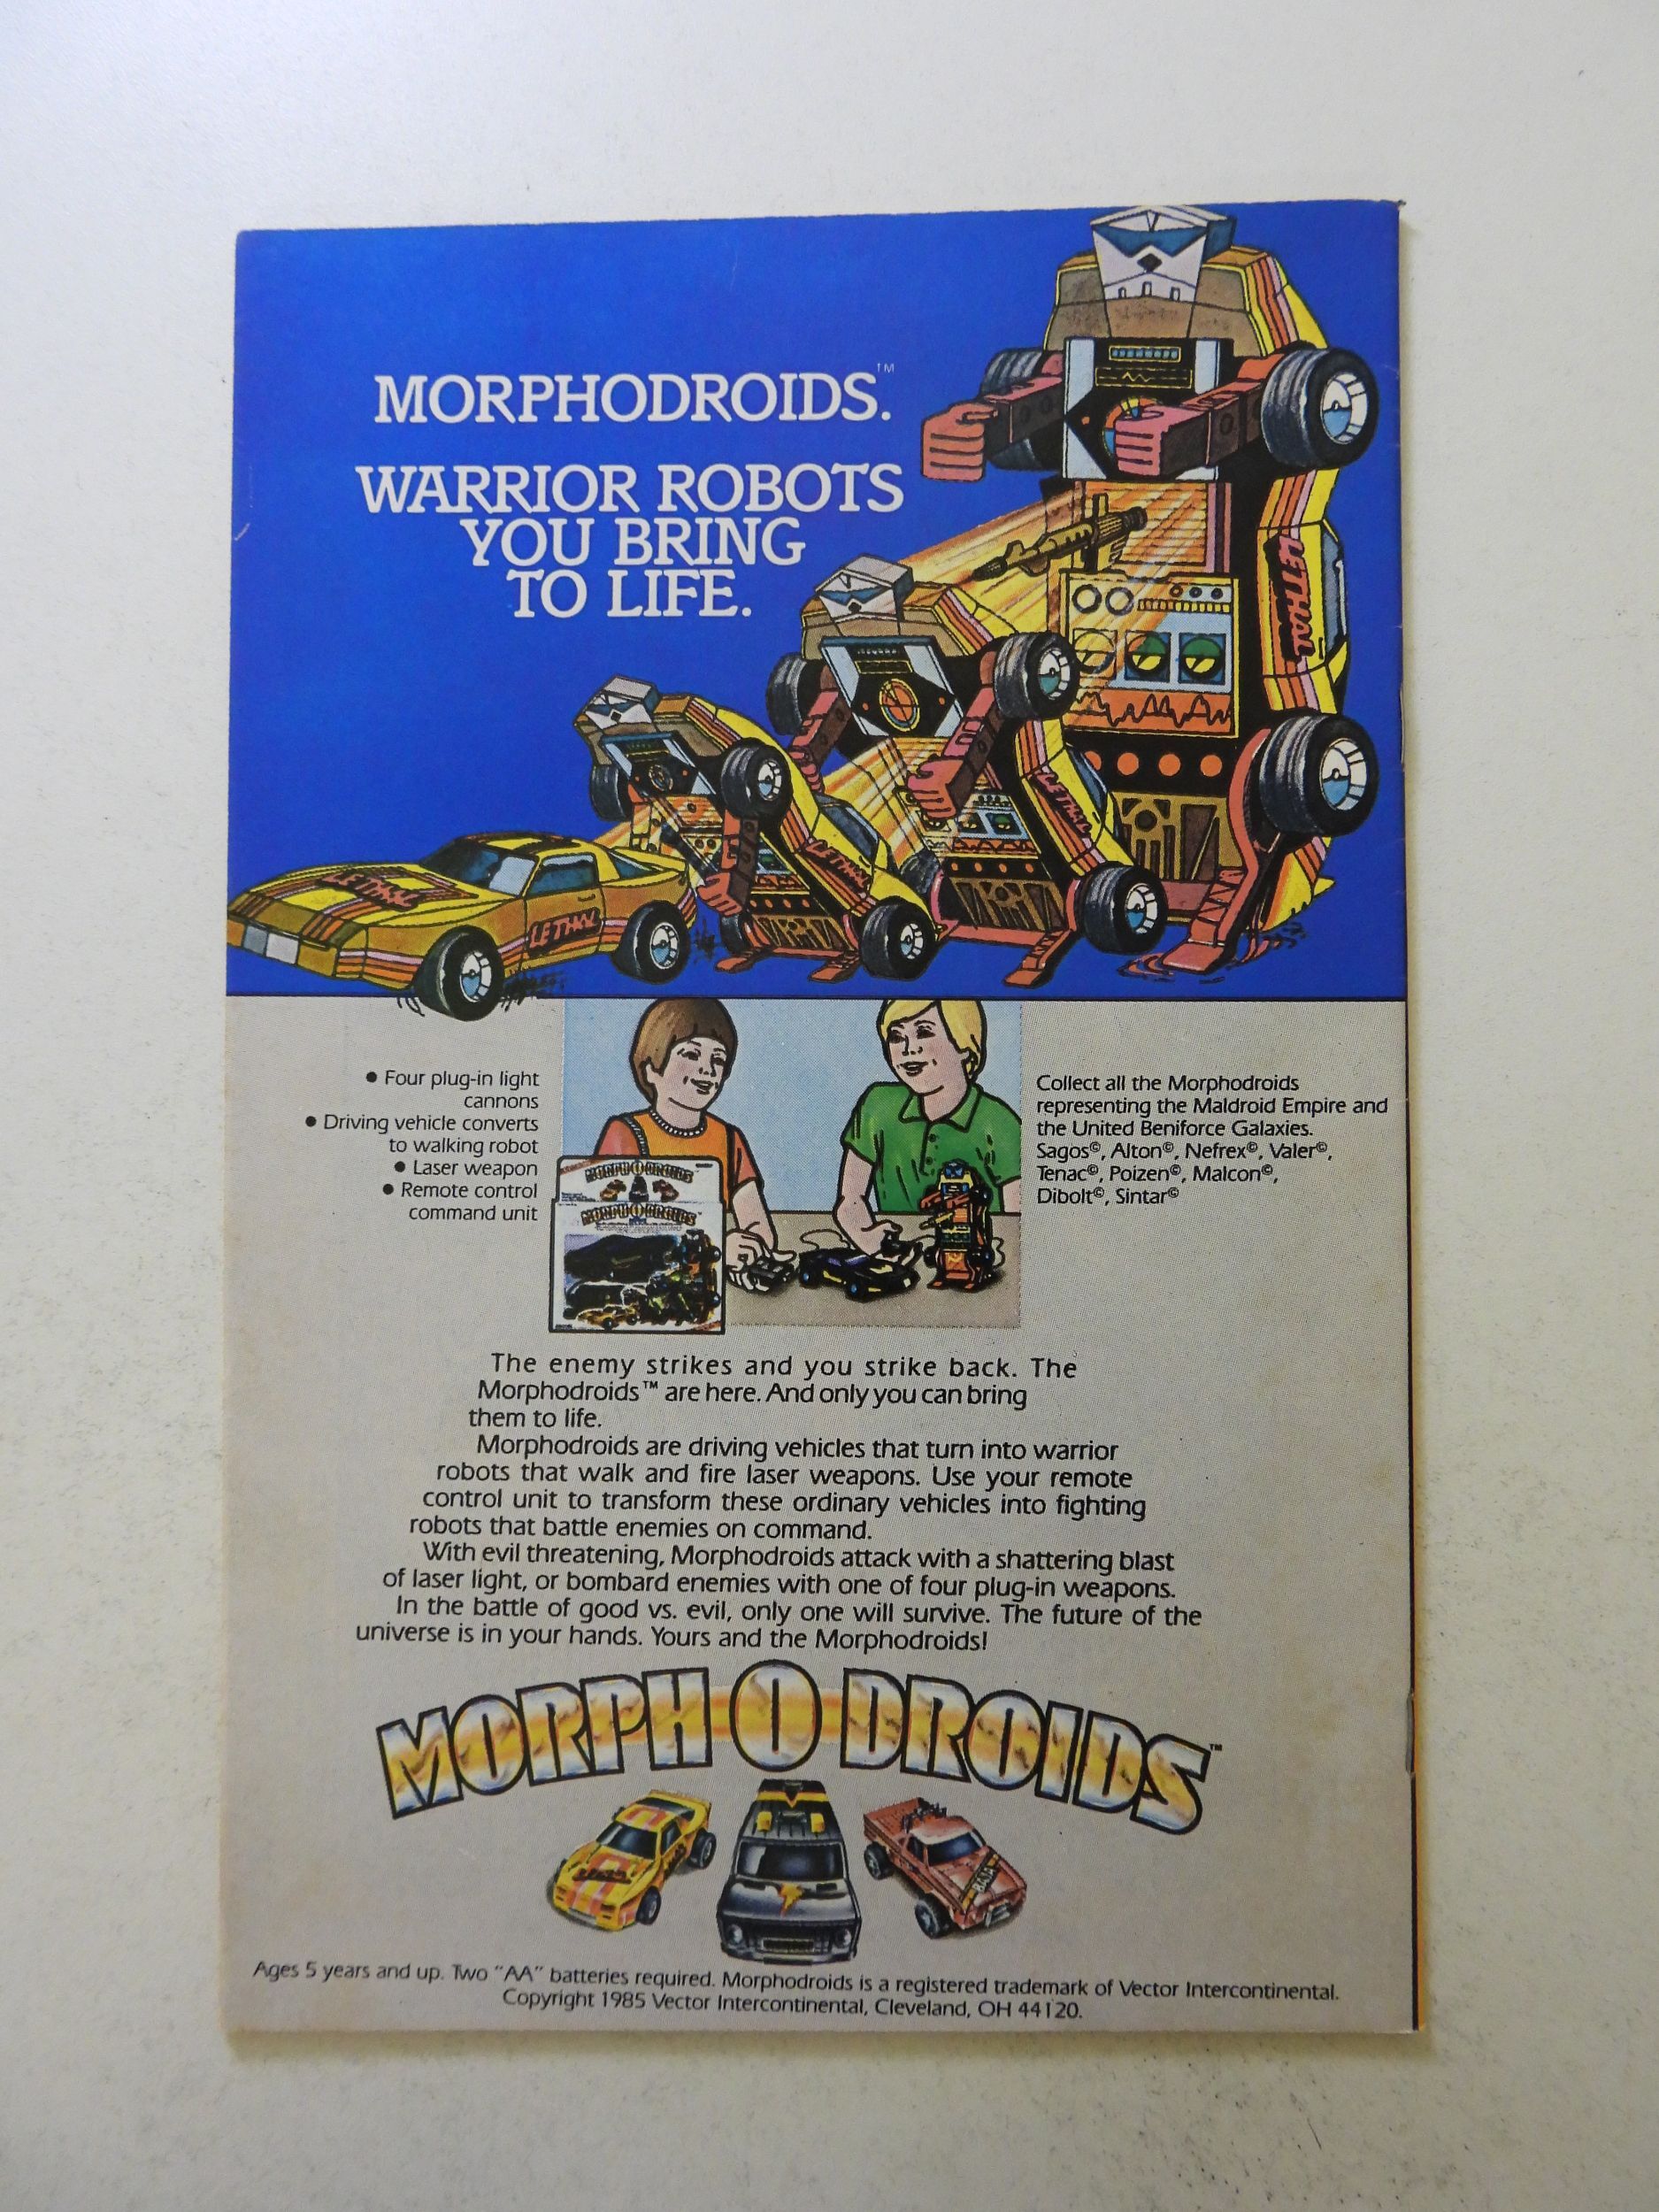 MORPHODROIDS.™
WARRIOR ROBOTS
YOU BRING
TO LIFE.
LETHAL
LETHAL
LETHAL
LETHAL
LETHAL
• Four plug-in light
cannons
• Driving vehicle converts
to walking robot
• Laser weapon
• Remote control
command unit
MORPH-O-DROIDS
MORPH-O-DROIDS
Collect all the Morphodroids
representing the Maldroid Empire and
the United Beniforce Galaxies.
Sagos©, Alton©, Nefrex©, Valer©,
Tenac©, Poizen©, Malcon©,
Dibolt©, Sintar©
The enemy strikes and you strike back. The
Morphodroids™ are here. And only you can bring
them to life.
Morphodroids are driving vehicles that turn into warrior
robots that walk and fire laser weapons. Use your remote
control unit to transform these ordinary vehicles into fighting
robots that battle enemies on command.
With evil threatening, Morphodroids attack with a shattering blast
of laser light, or bombard enemies with one of four plug-in weapons.
In the battle of good vs. evil, only one will survive. The future of the
universe is in your hands. Yours and the Morphodroids!
MORPH-O-DROIDS™
RAM
Ages 5 years and up. Two "AA" batteries required. Morphodroids is a registered trademark of Vector Intercontinental.
Copyright 1985 Vector Intercontinental, Cleveland, OH 44120.